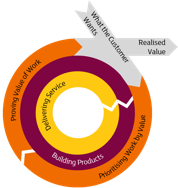 What the Customer
Wants
Realised
Value
Proving Value of Work
Delivering Service
Building Products
Prioritising Work by Value